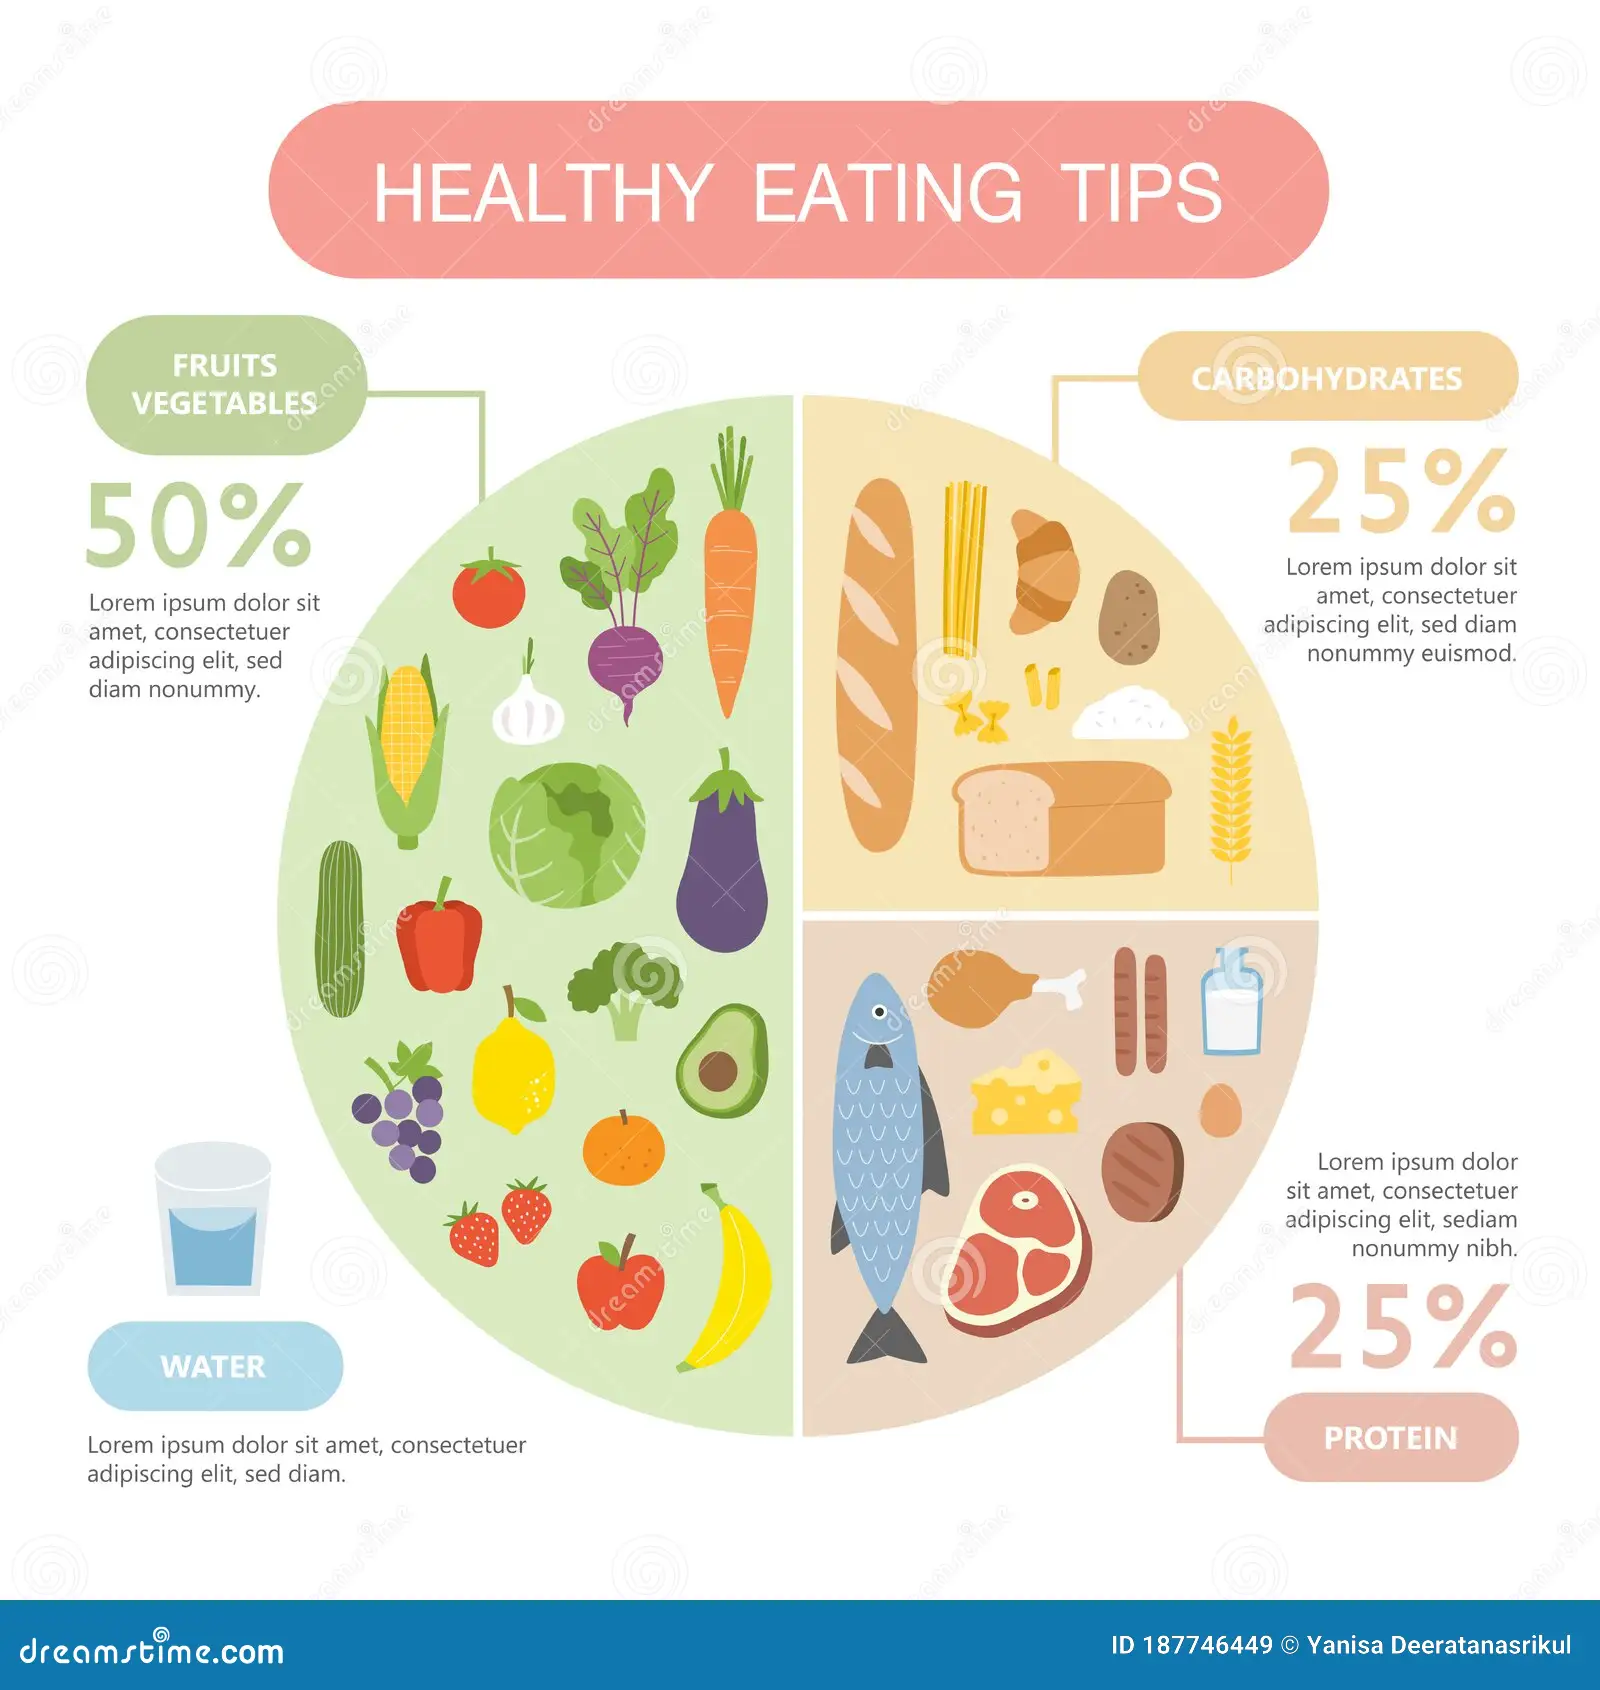 HEALTHY EATING TIPS
FRUITS
VEGETABLES
50%
Lorem ipsum dolor sit
amet, consectetuer
adipiscing elit, sed
diam nonummy.
CARBOHYDRATES
25%
Lorem ipsum dolor sit
amet, consectetuer
adipiscing elit, sed diam
nonummy euismod.
WATER
Lorem ipsum dolor sit amet, consectetuer
adipiscing elit, sed diam.
Lorem ipsum dolor
sit amet, consectetuer
adipiscing elit, sediam
nonummy nibh.
25%
PROTEIN
dreamstime.com
ID 187746449 © Yanisa Deeratanasrikul